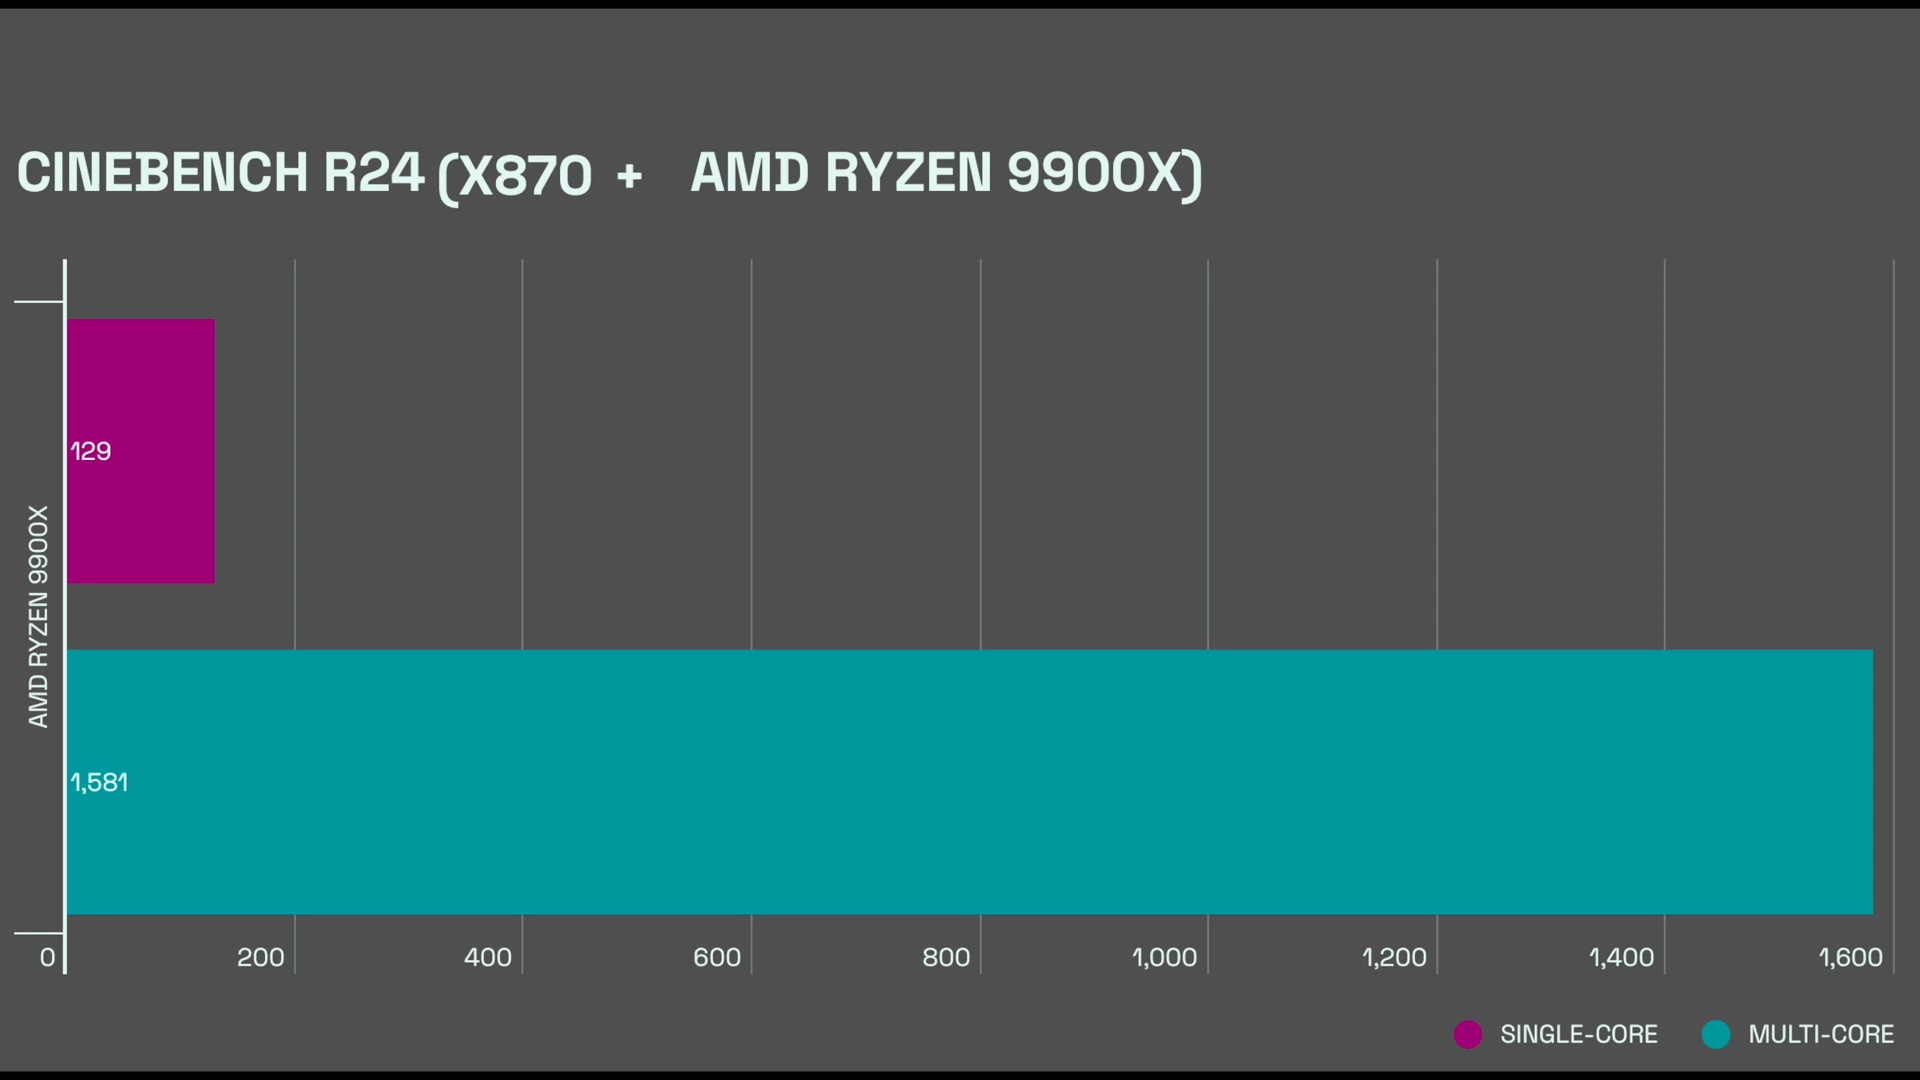 CINEBENCH R24 (X870 + AMD RYZEN 9900X)
129
AMD RYZEN 9900X
1,581
0 200 400 600 800 1,000 1,200 1,400 1,600
SINGLE-CORE MULTI-CORE